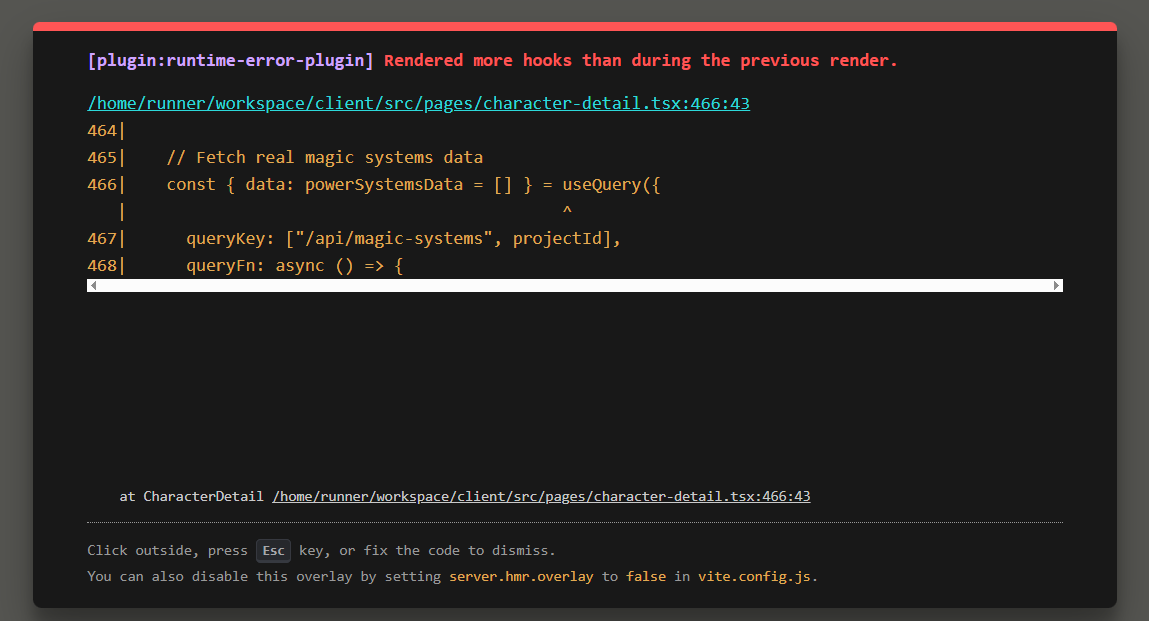 [plugin:runtime-error-plugin] Rendered more hooks than during the previous render.
/home/runner/workspace/client/src/pages/character-detail.tsx:466:43
464|
465|    // Fetch real magic systems data
466|    const { data: powerSystemsData = [] } = useQuery({
   |                                            ^
467|      queryKey: ["/api/magic-systems", projectId],
468|      queryFn: async () => {
at CharacterDetail /home/runner/workspace/client/src/pages/character-detail.tsx:466:43
Click outside, press Esc key, or fix the code to dismiss.
You can also disable this overlay by setting server.hmr.overlay to false in vite.config.js.